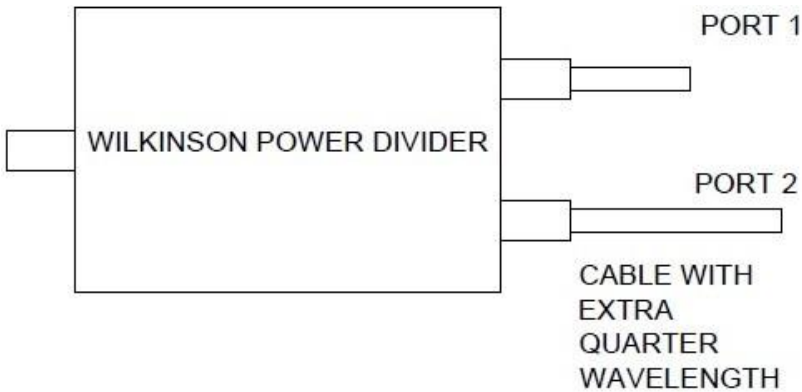 PORT 1
WILKINSON POWER DIVIDER
PORT 2
CABLE WITH
EXTRA
QUARTER
WAVELENGTH